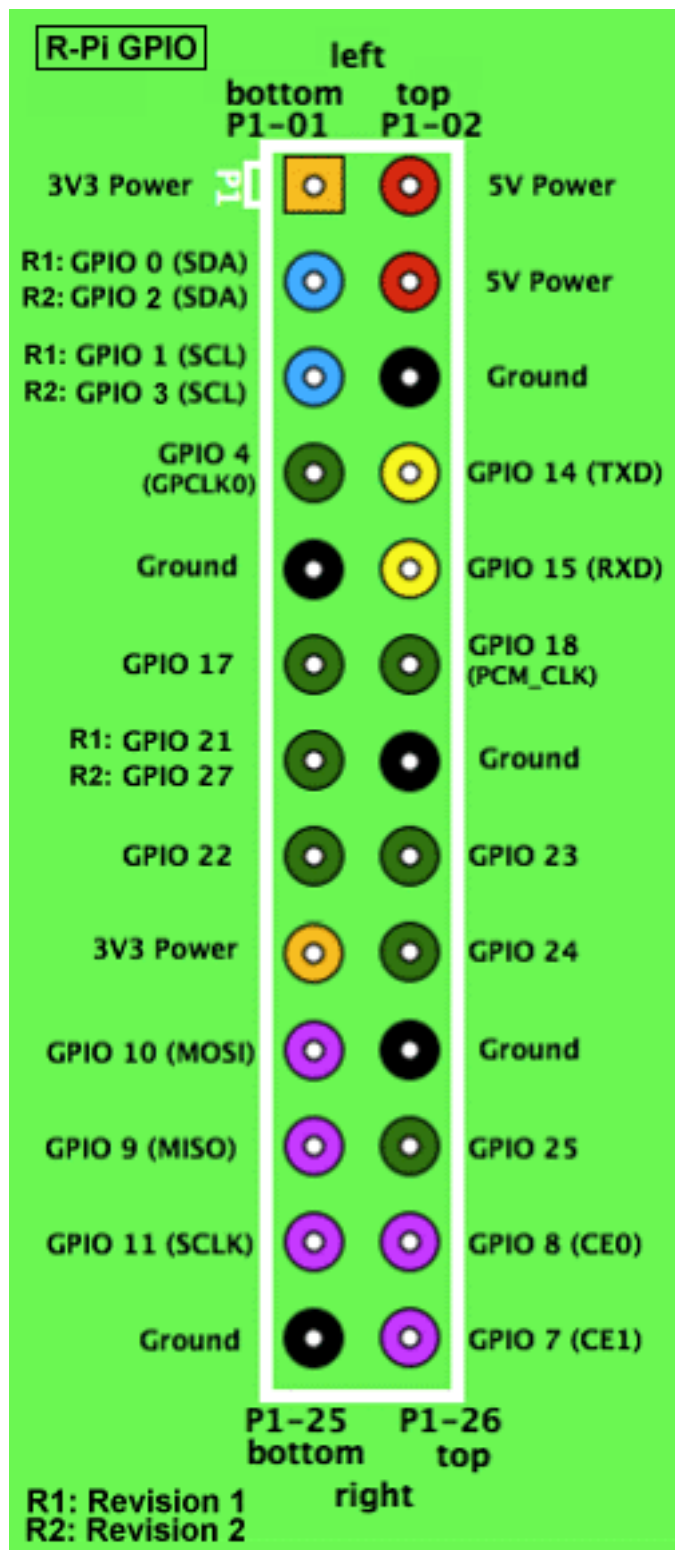 R-Pi GPIO
left
bottom top
P1-01 P1-02
3V3 Power P1 5V Power
R1: GPIO 0 (SDA)
R2: GPIO 2 (SDA) 5V Power
R1: GPIO 1 (SCL)
R2: GPIO 3 (SCL) Ground
GPIO 4
(GPCLK0) GPIO 14 (TXD)
Ground GPIO 15 (RXD)
GPIO 17 GPIO 18
(PCM_CLK)
R1: GPIO 21
R2: GPIO 27 Ground
GPIO 22 GPIO 23
3V3 Power GPIO 24
GPIO 10 (MOSI) Ground
GPIO 9 (MISO) GPIO 25
GPIO 11 (SCLK) GPIO 8 (CE0)
Ground GPIO 7 (CE1)
P1-25 P1-26
bottom top
right
R1: Revision 1
R2: Revision 2